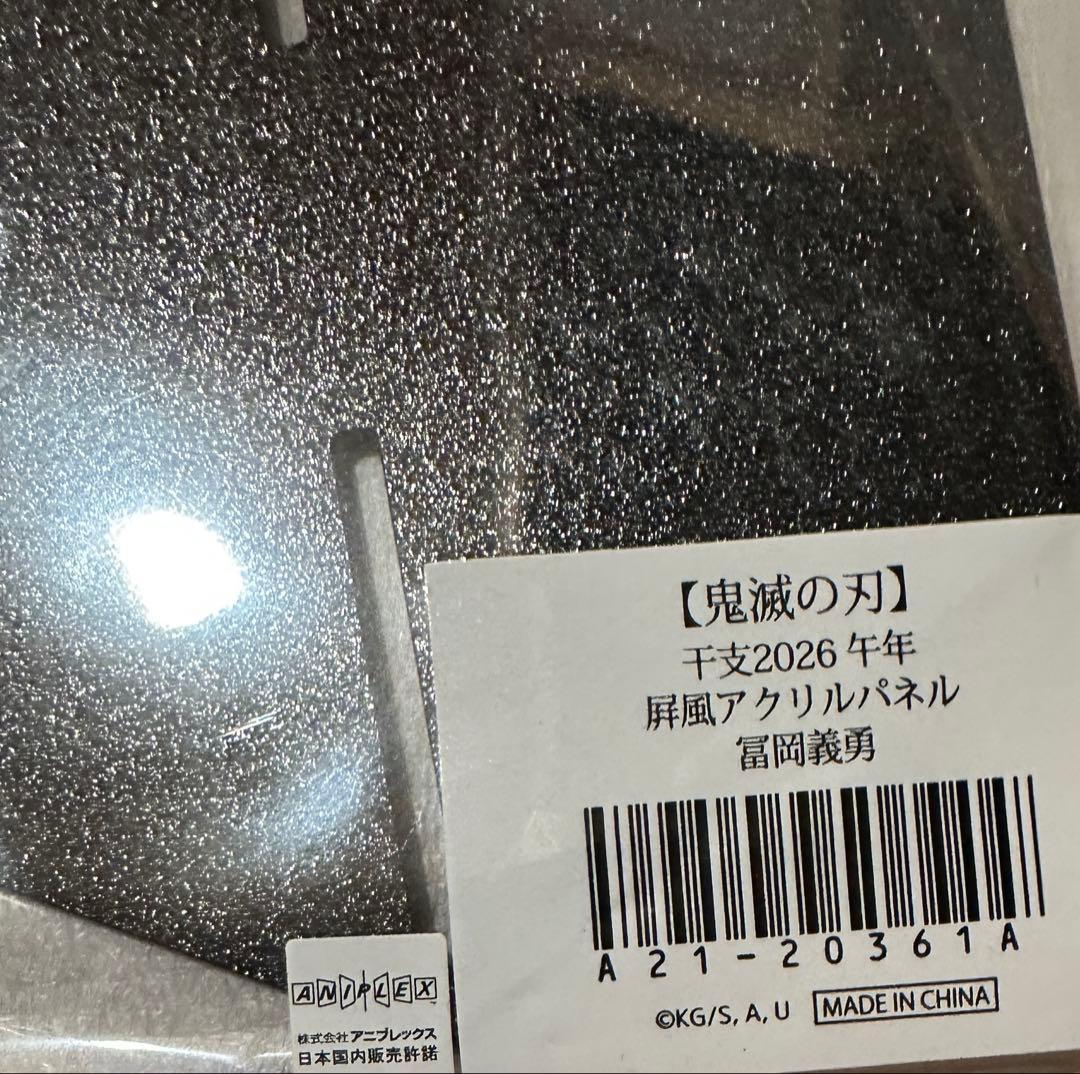 【鬼滅の刃】
干支2026 午年
屏風アクリルパネル
冨岡義勇
A21-20361A
©KG/S, A, U MADE IN CHINA
ANIPLEX
株式会社アニプレックス
日本国内販売許諾